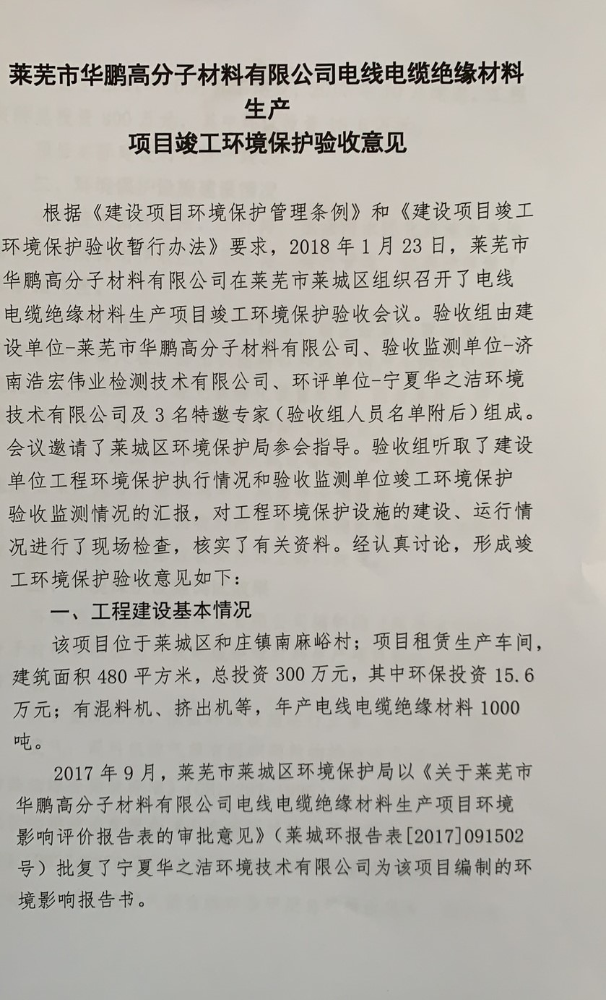 莱芜市华鹏高分子材料有限公司电线电缆绝缘材料
生产
项目竣工环境保护验收意见
根据《建设项目环境保护管理条例》和《建设项目竣工
环境保护验收暂行办法》要求，2018年1月23日，莱芜市
华鹏高分子材料有限公司在莱芜市莱城区组织召开了电线
电缆绝缘材料生产项目竣工环境保护验收会议。验收组由建
设单位-莱芜市华鹏高分子材料有限公司、验收监测单位-济
南浩宏伟业检测技术有限公司、环评单位-宁夏华之洁环境
技术有限公司及3名特邀专家（验收组人员名单附后）组成。
会议邀请了莱城区环境保护局参会指导。验收组听取了建设
单位工程环境保护执行情况和验收监测单位竣工环境保护
验收监测情况的汇报，对工程环境保护设施的建设、运行情
况进行了现场检查，核实了有关资料。经认真讨论，形成竣
工环境保护验收意见如下：
一、工程建设基本情况
该项目位于莱城区和庄镇南麻峪村；项目租赁生产车间，
建筑面积480平方米，总投资300万元，其中环保投资15.6
万元；有混料机、挤出机等，年产电线电缆绝缘材料1000
吨。
2017年9月，莱芜市莱城区环境保护局以《关于莱芜市
华鹏高分子材料有限公司电线电缆绝缘材料生产项目环境
影响评价报告表的审批意见》（莱城环报告表[2017]091502
号）批复了宁夏华之洁环境技术有限公司为该项目编制的环
境影响报告书。